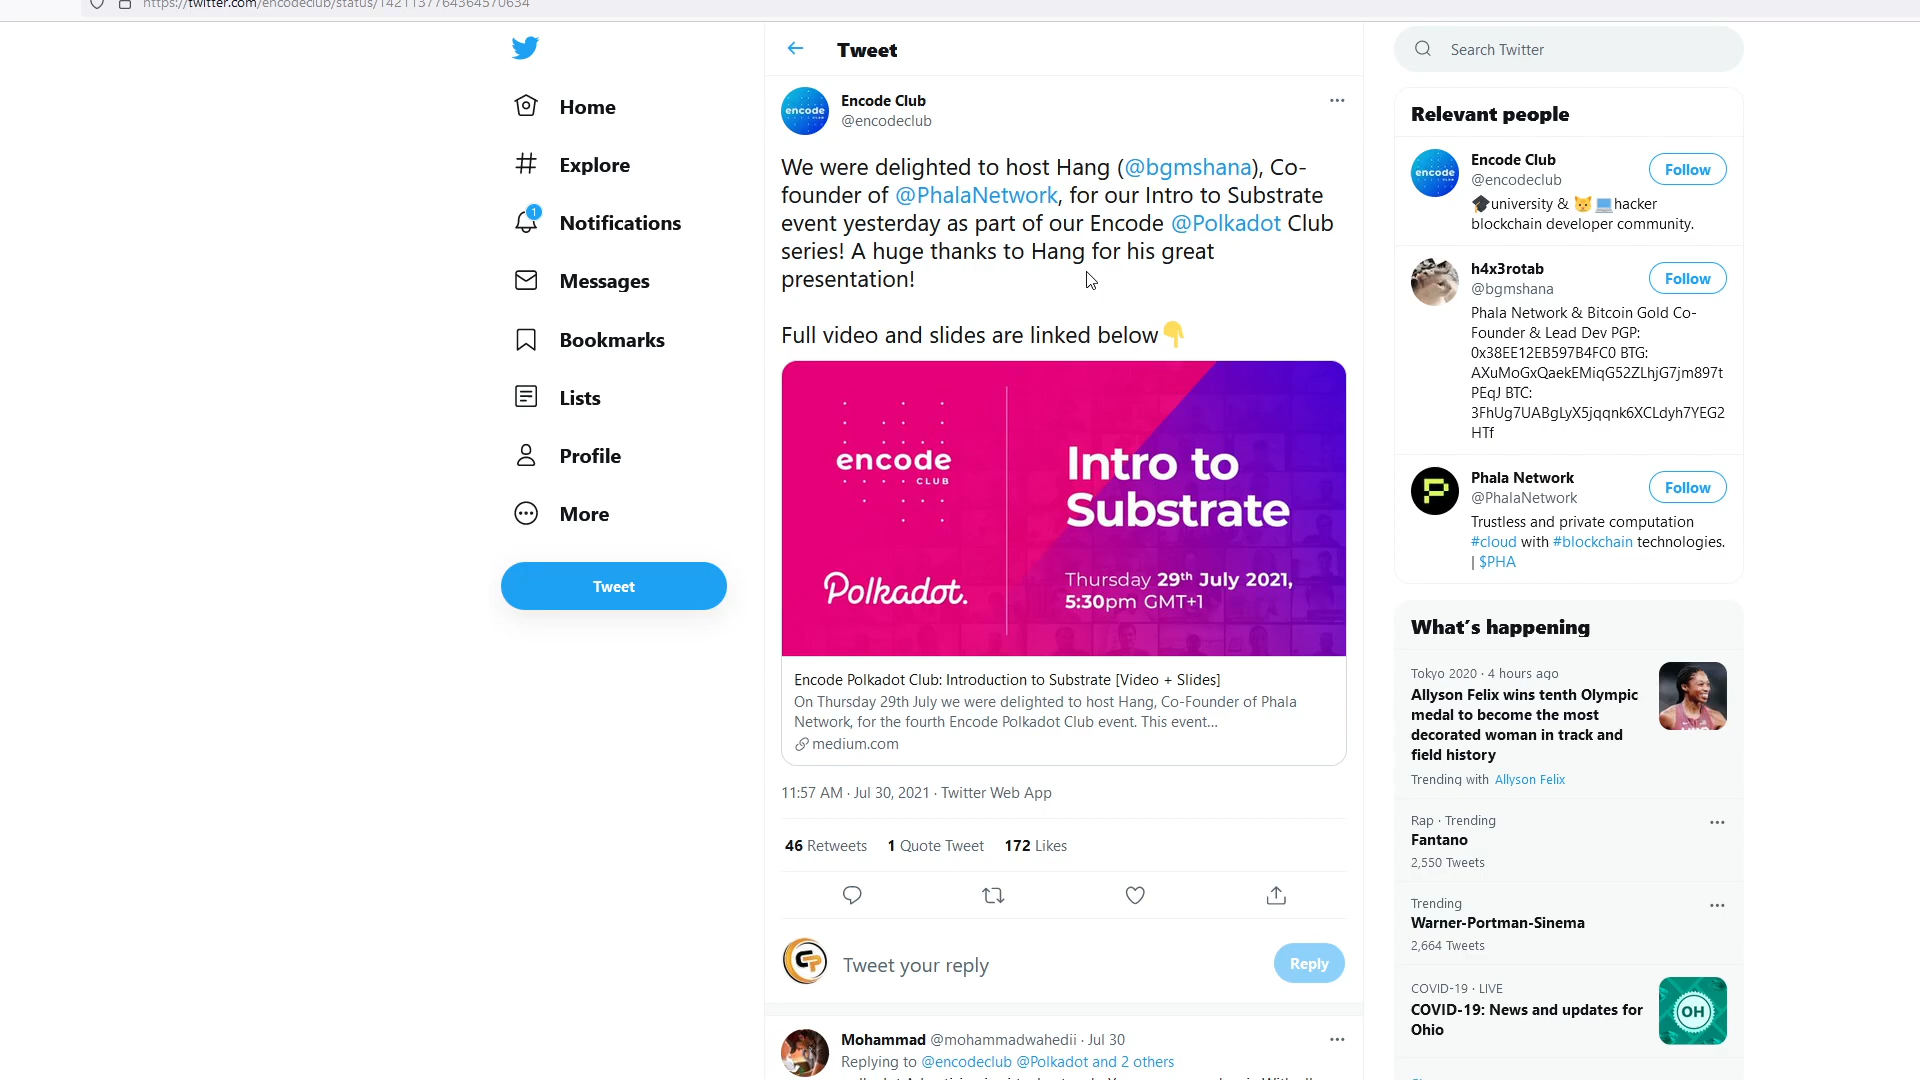 https://twitter.com/encodeclub/status/1421137764364570634
Tweet
Search Twitter
Home
Explore
1
Notifications
Messages
Bookmarks
Lists
Profile
More
Tweet
encode
Encode Club
@encodeclub
We were delighted to host Hang (@bgmshana), Co-
founder of @PhalaNetwork, for our Intro to Substrate
event yesterday as part of our Encode @Polkadot Club
series! A huge thanks to Hang for his great
presentation!
Full video and slides are linked below👇
encode
CLUB
Polkadot.
Intro to
Substrate
Thursday 29th July 2021,
5:30pm GMT+1
Encode Polkadot Club: Introduction to Substrate [Video + Slides]
On Thursday 29th July we were delighted to host Hang, Co-Founder of Phala
Network, for the fourth Encode Polkadot Club event. This event...
medium.com
11:57 AM · Jul 30, 2021 · Twitter Web App
46 Retweets 1 Quote Tweet 172 Likes
Tweet your reply
Reply
Mohammad @mohammadwahedii · Jul 30
Replying to @encodeclub @Polkadot and 2 others
Relevant people
encode
Encode Club
@encodeclub
Follow
🎓university & 🐱💻hacker
blockchain developer community.
h4x3rotab
@bgmshana
Follow
Phala Network & Bitcoin Gold Co-
Founder & Lead Dev PGP:
0x38EE12EB597B4FC0 BTG:
AXuMoGxQaekEMiqG52ZLhjG7jm897t
PEqJ BTC:
3FhUg7UABgLyX5jqqnk6XCLdyh7YEG2
HTf
Phala Network
@PhalaNetwork
Follow
Trustless and private computation
#cloud with #blockchain technologies.
| $PHA
What's happening
Tokyo 2020 · 4 hours ago
Allyson Felix wins tenth Olympic
medal to become the most
decorated woman in track and
field history
Trending with Allyson Felix
Rap · Trending
Fantano
2,550 Tweets
Trending
Warner-Portman-Sinema
2,664 Tweets
COVID-19 · LIVE
COVID-19: News and updates for
Ohio
OH